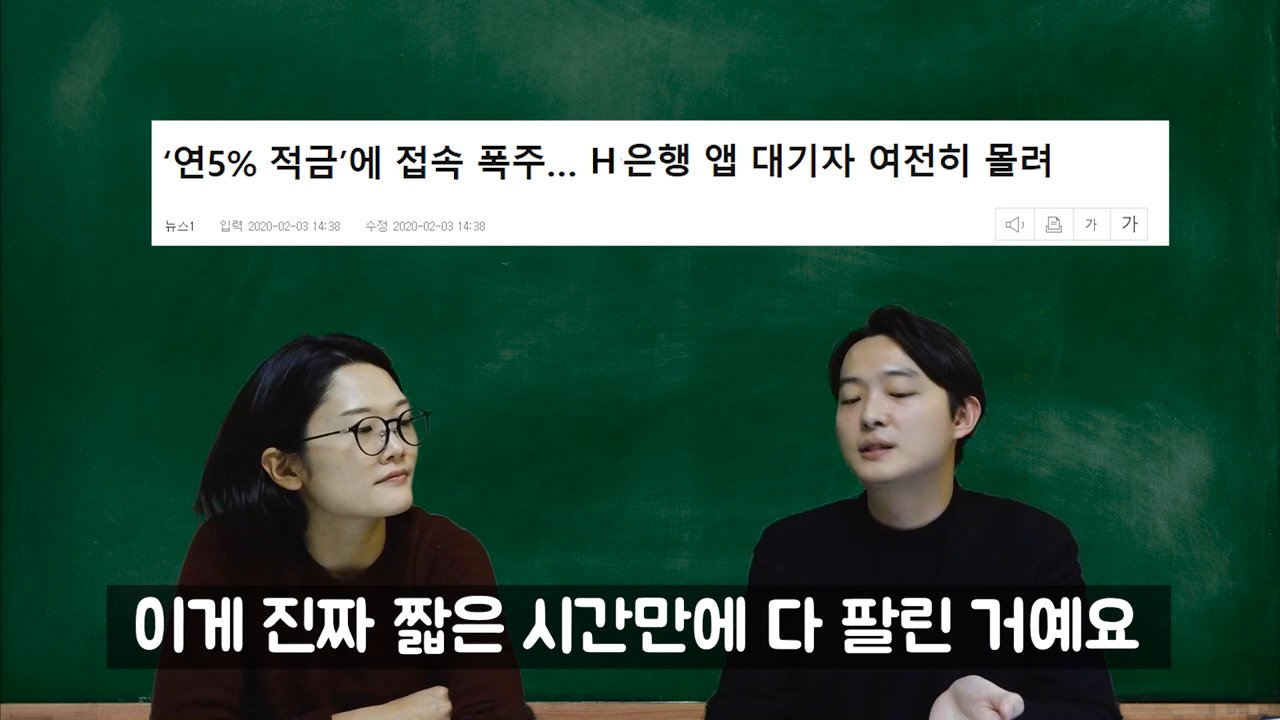 ‘연5% 적금’에 접속 폭주... H은행 앱 대기자 여전히 몰려
뉴스1 입력 2020-02-03 14:38 수정 2020-02-03 14:38 가 가
이게 진짜 짧은 시간만에 다 팔린 거예요